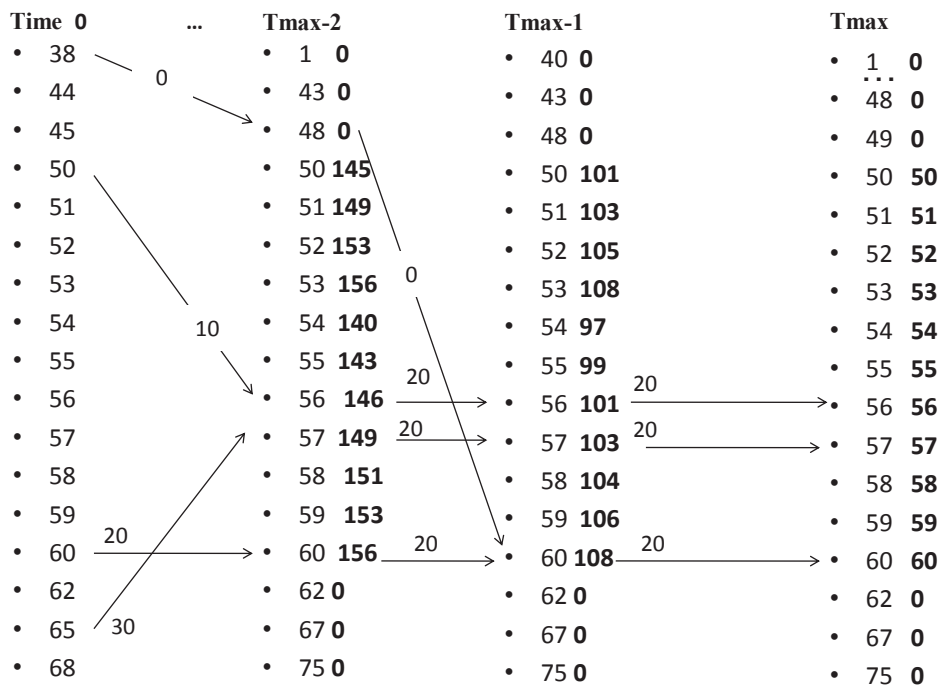 Time 0
• 38
• 44
• 45
• 50
• 51
• 52
• 53
• 54
• 55
• 56
• 57
• 58
• 59
• 60
• 62
• 65
• 68
...
0
10
20
30
Tmax-2
• 1 0
• 43 0
• 48 0
• 50 145
• 51 149
• 52 153
• 53 156
• 54 140
• 55 143
• 56 146
• 57 149
• 58 151
• 59 153
• 60 156
• 62 0
• 67 0
• 75 0
0
20
20
20
Tmax-1
• 40 0
• 43 0
• 48 0
• 50 101
• 51 103
• 52 105
• 53 108
• 54 97
• 55 99
• 56 101
• 57 103
• 58 104
• 59 106
• 60 108
• 62 0
• 67 0
• 75 0
20
20
20
Tmax
• 1 0
...
• 48 0
• 49 0
• 50 50
• 51 51
• 52 52
• 53 53
• 54 54
• 55 55
• 56 56
• 57 57
• 58 58
• 59 59
• 60 60
• 62 0
• 67 0
• 75 0